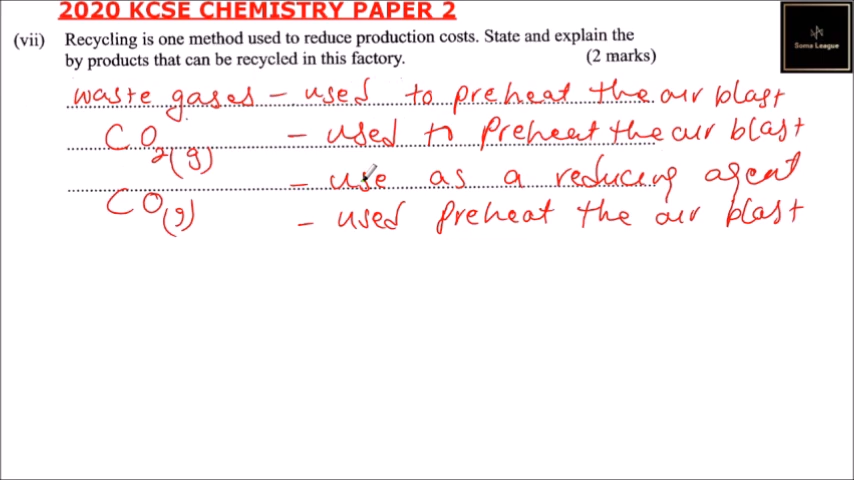 2020 KCSE CHEMISTRY PAPER 2
(vii) Recycling is one method used to reduce production costs. State and explain the
by products that can be recycled in this factory. (2 marks)
Soma League
waste gases - used to preheat the air blast
CO2(g) - used to preheat the air blast
- use as a reducing agent
CO(g) - used preheat the air blast